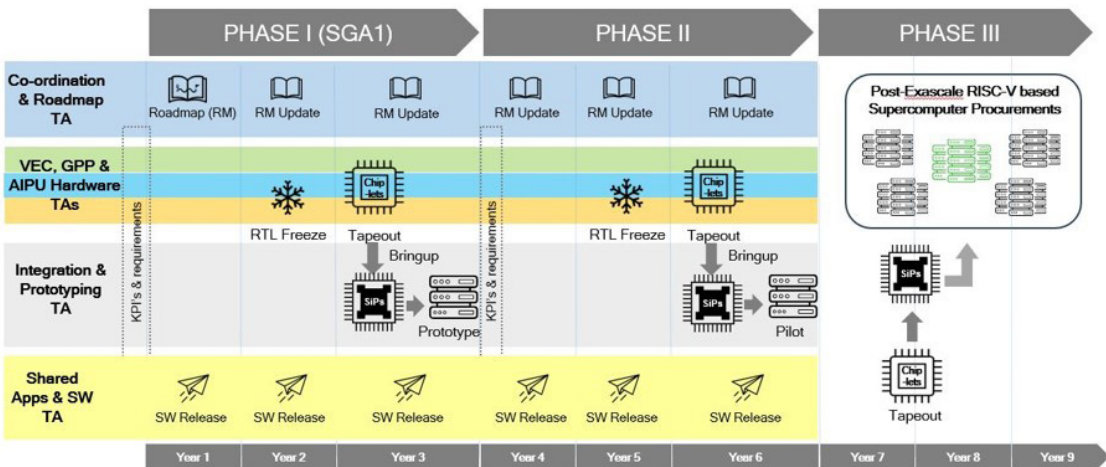 PHASE I (SGA1)
PHASE II
PHASE III
Co-ordination
& Roadmap
TA
Roadmap (RM)
RM Update
RM Update
RM Update
RM Update
RM Update
Post-Exascale RISC-V based
Supercomputer Procurements
VEC, GPP &
AIPU Hardware
TAs
KPI's & requirements
Chip
-lets
KPI's & requirements
Chip
-lets
RTL Freeze
Tapeout
RTL Freeze
Tapeout
Bringup
Bringup
Integration &
Prototyping
TA
SiPs
SiPs
SiPs
Prototype
Pilot
Chip
-lets
Tapeout
Shared
Apps & SW
TA
SW Release
SW Release
SW Release
SW Release
SW Release
SW Release
Year 1
Year 2
Year 3
Year 4
Year 5
Year 6
Year 7
Year 8
Year 9